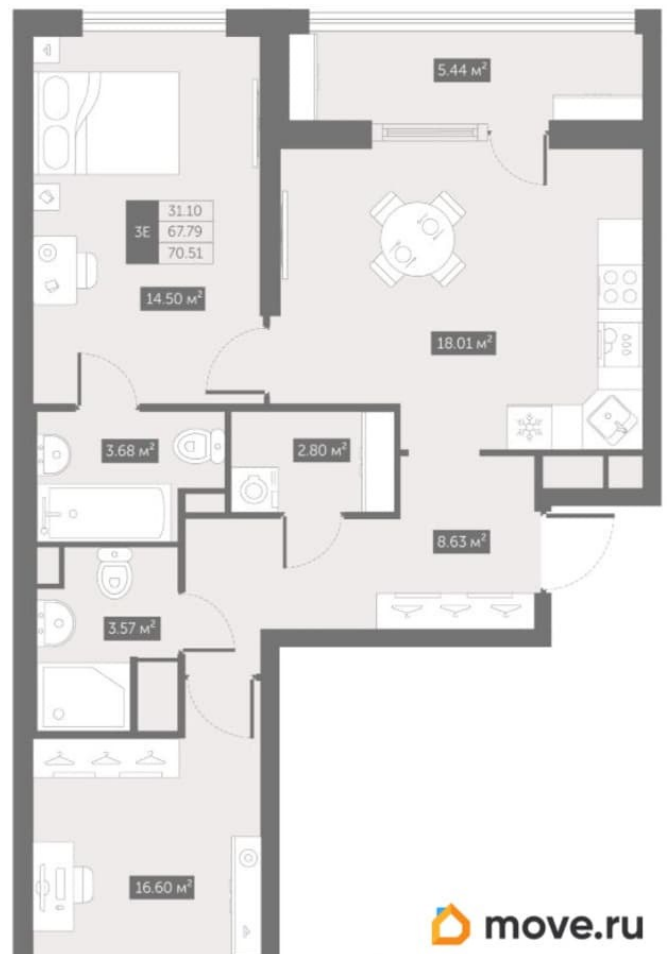 5.44 м²
3Е
31.10
67.79
70.51
14.50 м²
18.01 м²
3.68 м²
2.80 м²
8.63 м²
3.57 м²
16.60 м²
move.ru